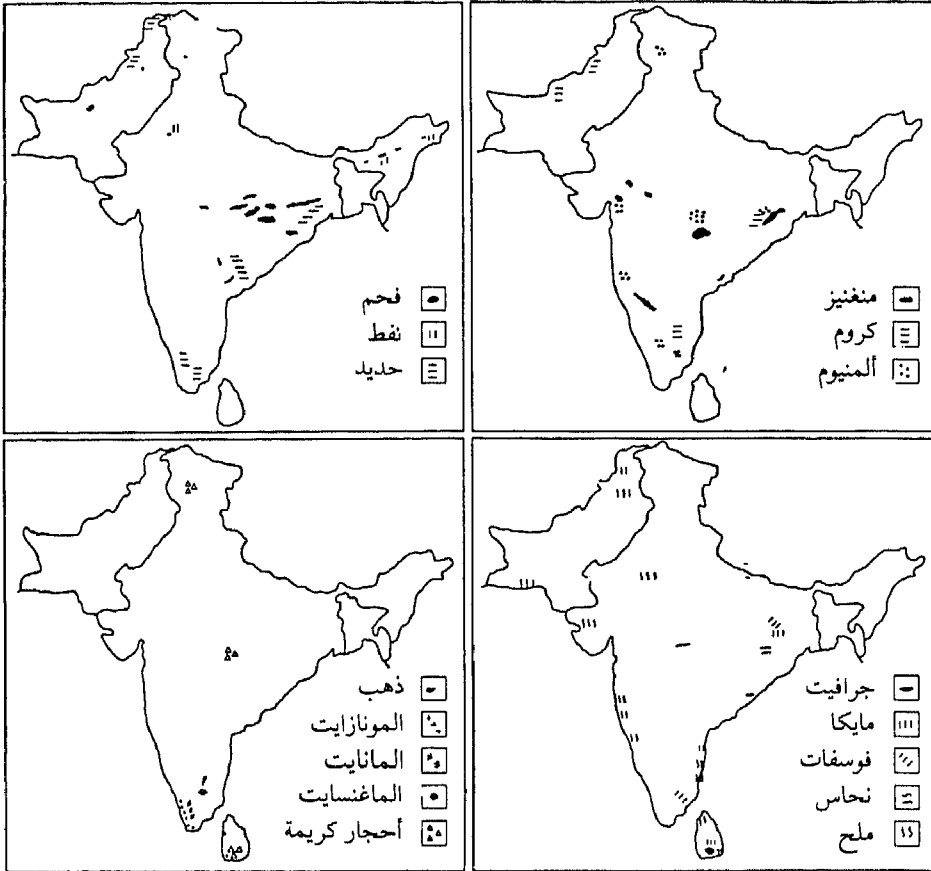 فحم
نفط
حديد
منغنيز
كروم
ألمنيوم
ذهب
المونازايت
المانايت
الماغنسايت
أحجار كريمة
جرافيت
مايكا
فوسفات
نحاس
ملح